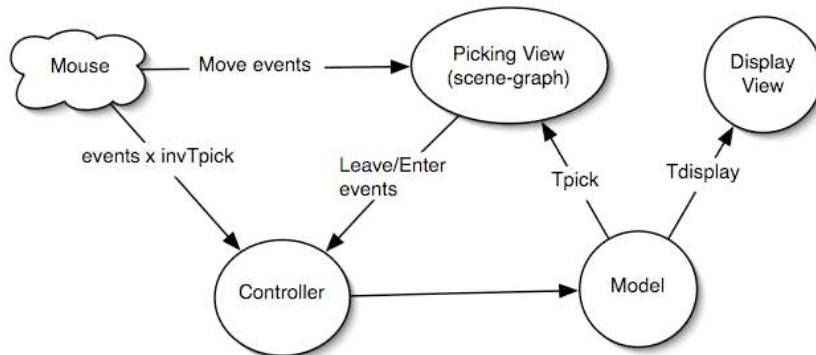 Mouse
Move events
Picking View
(scene-graph)
Display
View
events x invTpick
Leave/Enter
events
Tpick
Tdisplay
Controller
Model